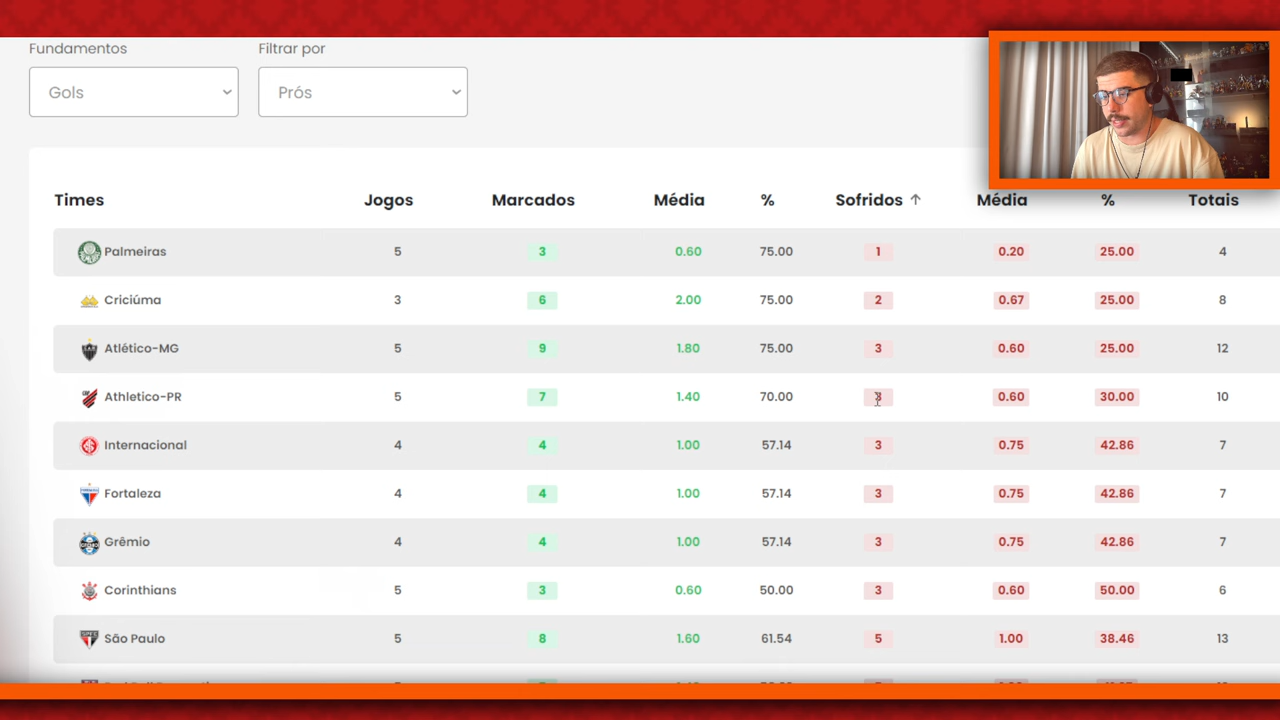 Fundamentos Filtrar por
Gols Prós
Times Jogos Marcados Média % Sofridos ↑ Média % Totais
Palmeiras 5 3 0.60 75.00 1 0.20 25.00 4
Criciúma 3 6 2.00 75.00 2 0.67 25.00 8
Atlético-MG 5 9 1.80 75.00 3 0.60 25.00 12
Athletico-PR 5 7 1.40 70.00 0.60 30.00 10
Internacional 4 4 1.00 57.14 3 0.75 42.86 7
Fortaleza 4 4 1.00 57.14 3 0.75 42.86 7
Grêmio 4 4 1.00 57.14 3 0.75 42.86 7
Corinthians 5 3 0.60 50.00 3 0.60 50.00 6
São Paulo 5 8 1.60 61.54 5 1.00 38.46 13